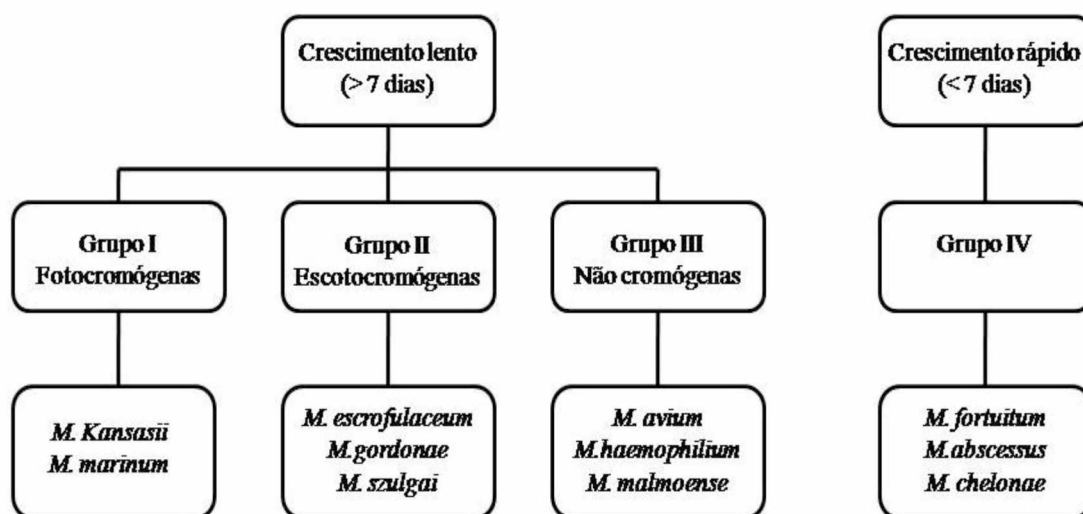 Crescimento lento
(> 7 dias)
Crescimento rápido
(< 7 dias)
Grupo I
Fotocromógenas
Grupo II
Escotocromógenas
Grupo III
Não cromógenas
Grupo IV
M. Kansasii
M. marinum
M. escrofulaceum
M.gordonae
M. szulgai
M. avium
M.haemophilium
M. malmoense
M. fortuitum
M.abscessus
M. chelonae